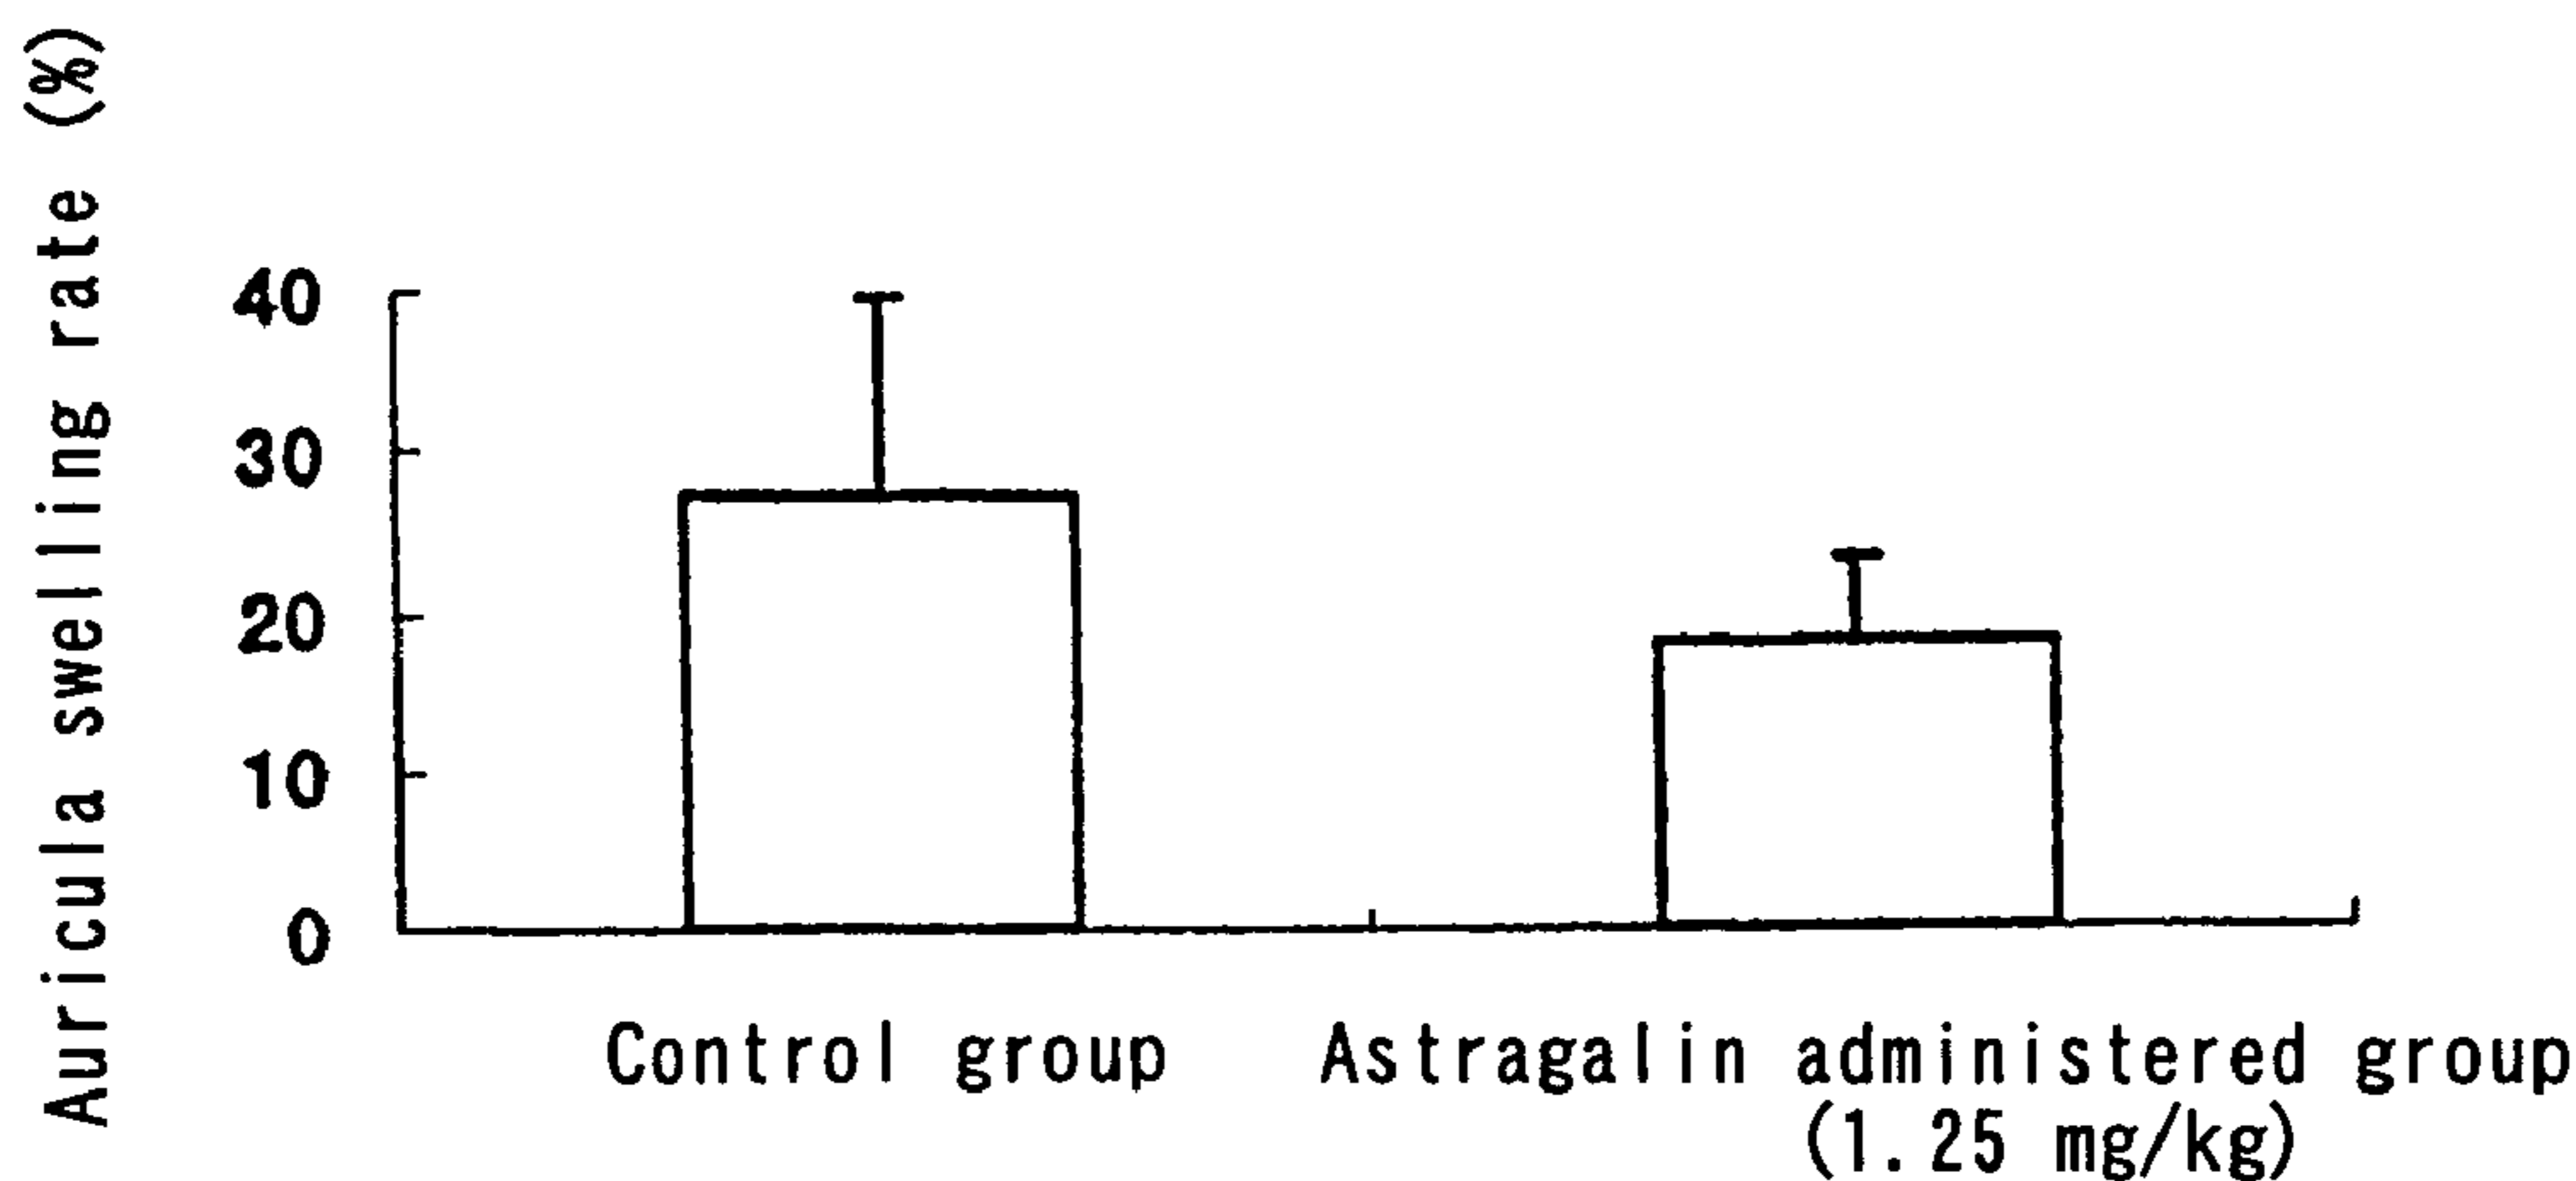 Auricula swelling rate (%)
40
30
20
10
0
Control group
Astragalin administered group
(1.25 mg/kg)